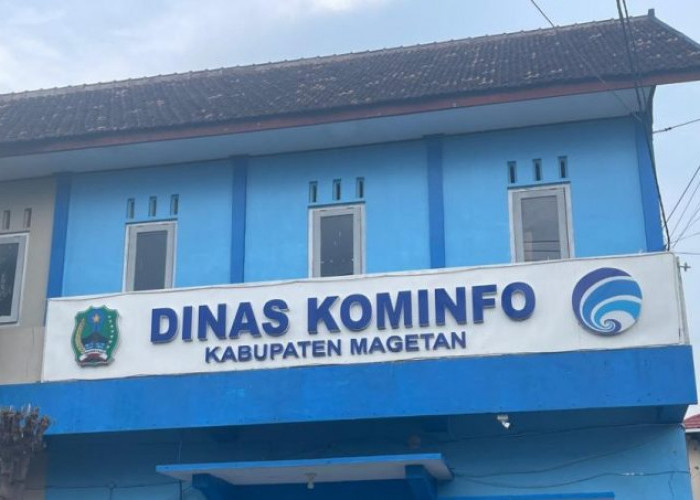 DINAS KOMINFO
KABUPATEN MAGETAN